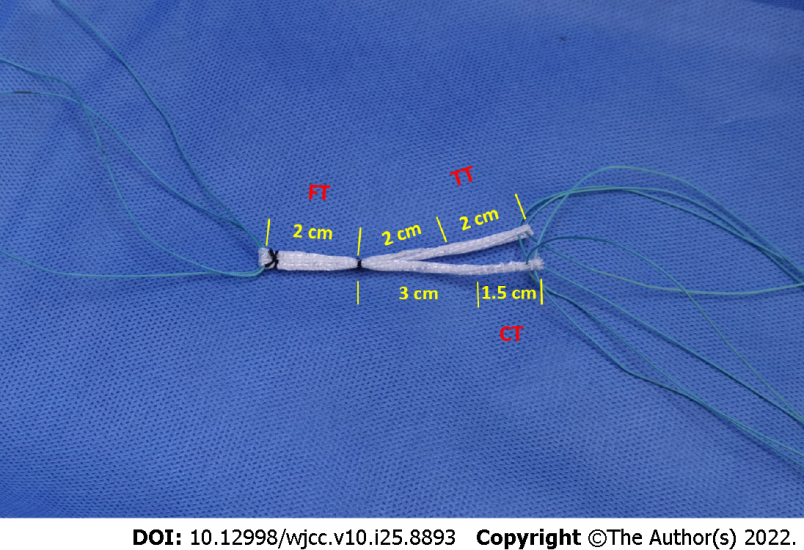 FT
TT
2 cm
2 cm
2 cm
3 cm
1.5 cm
CT
DOI: 10.12998/wjcc.v10.i25.8893 Copyright ©The Author(s) 2022.